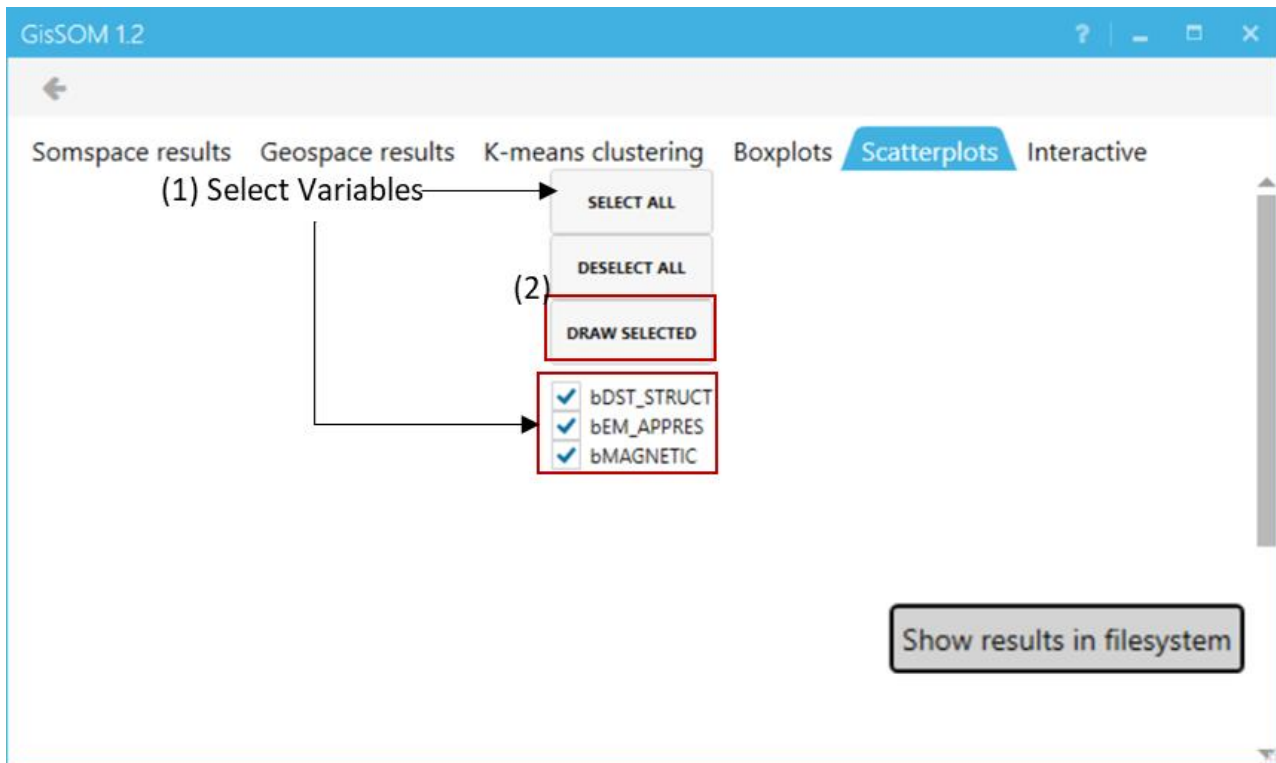 GisSOM 1.2
?
Somspace results Geospace results K-means clustering Boxplots Scatterplots Interactive
(1) Select Variables
SELECT ALL
DESELECT ALL
(2)
DRAW SELECTED
bDST_STRUCT
bEM_APPRES
bMAGNETIC
Show results in filesystem